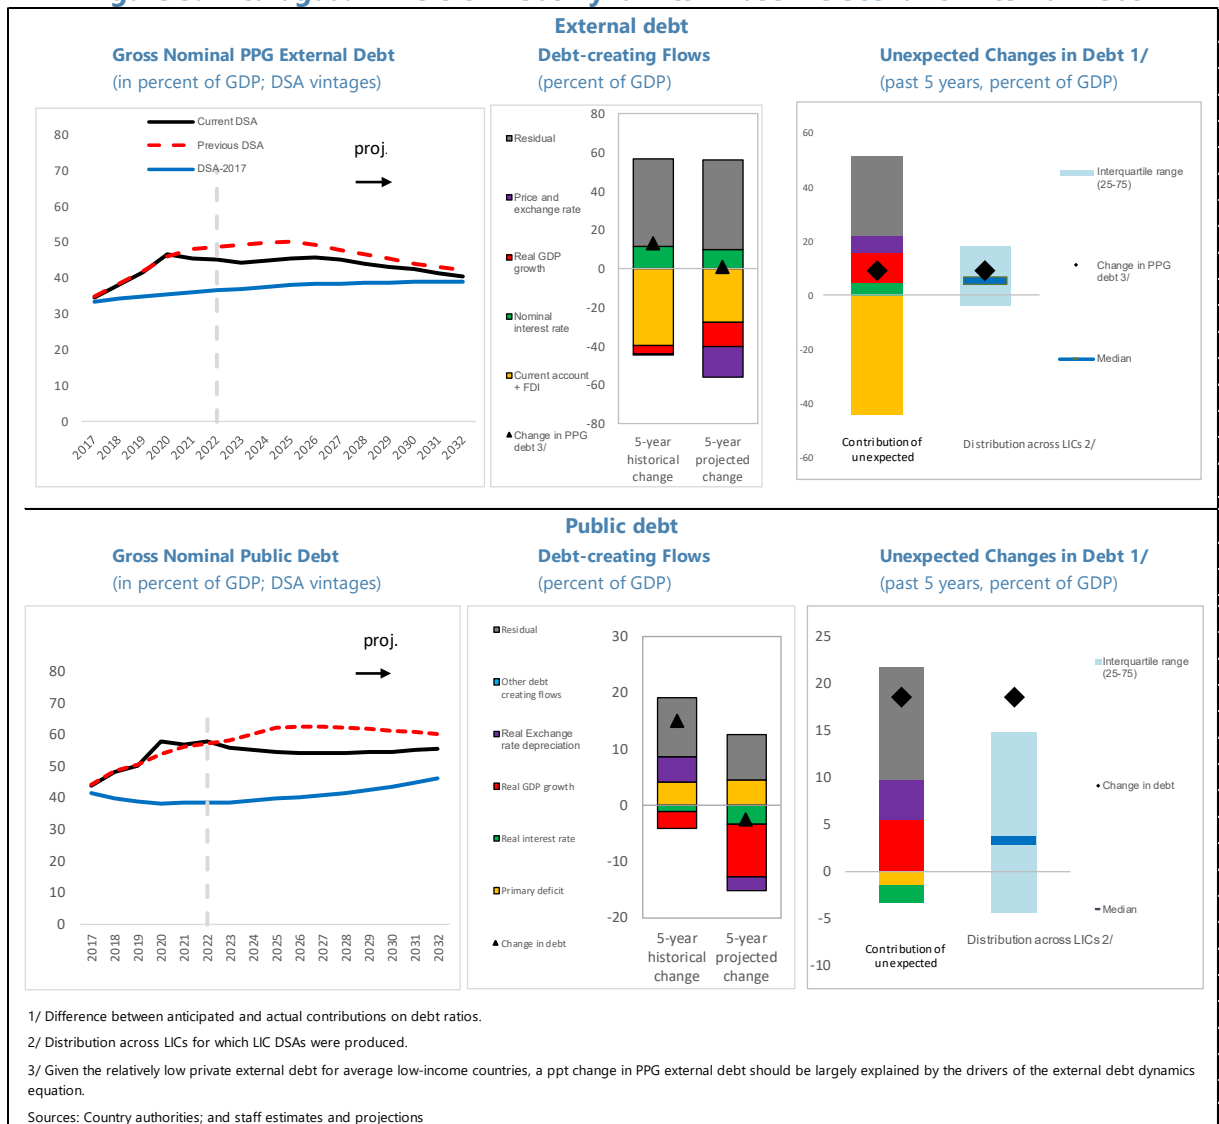 External debt
Gross Nominal PPG External Debt
(in percent of GDP; DSA vintages)
Debt-creating Flows
(percent of GDP)
Unexpected Changes in Debt 1/
(past 5 years, percent of GDP)
Current DSA
Previous DSA
DSA-2017
proj.
80
70
60
50
40
30
20
10
0
2017 2018 2019 2020 2021 2022 2023 2024 2025 2026 2027 2028 2029 2030 2031 2032
Residual
Price and
exchange rate
Real GDP
growth
Nominal
interest rate
Current account
+ FDI
Change in PPG
debt 3/
80
60
40
20
0
-20
-40
-60
-80
5-year
historical
change
5-year
projected
change
60
40
20
0
-20
-40
-60
Contribution of
unexpected
Distribution across LICs 2/
Interquartile range
(25-75)
Change in PPG
debt 3/
Median
Public debt
Gross Nominal Public Debt
(in percent of GDP; DSA vintages)
Debt-creating Flows
(percent of GDP)
Unexpected Changes in Debt 1/
(past 5 years, percent of GDP)
proj.
80
70
60
50
40
30
20
10
0
2017 2018 2019 2020 2021 2022 2023 2024 2025 2026 2027 2028 2029 2030 2031 2032
Residual
Other debt
creating flows
Real Exchange
rate depreciation
Real GDP growth
Real interest rate
Primary deficit
Change in debt
30
20
10
0
-10
-20
5-year
historical
change
5-year
projected
change
25
20
15
10
5
0
-5
-10
Contribution of
unexpected
Distribution across LICs 2/
Interquartile range
(25-75)
Change in debt
Median
1/ Difference between anticipated and actual contributions on debt ratios.
2/ Distribution across LICs for which LIC DSAs were produced.
3/ Given the relatively low private external debt for average low-income countries, a ppt change in PPG external debt should be largely explained by the drivers of the external debt dynamics
equation.
Sources: Country authorities; and staff estimates and projections